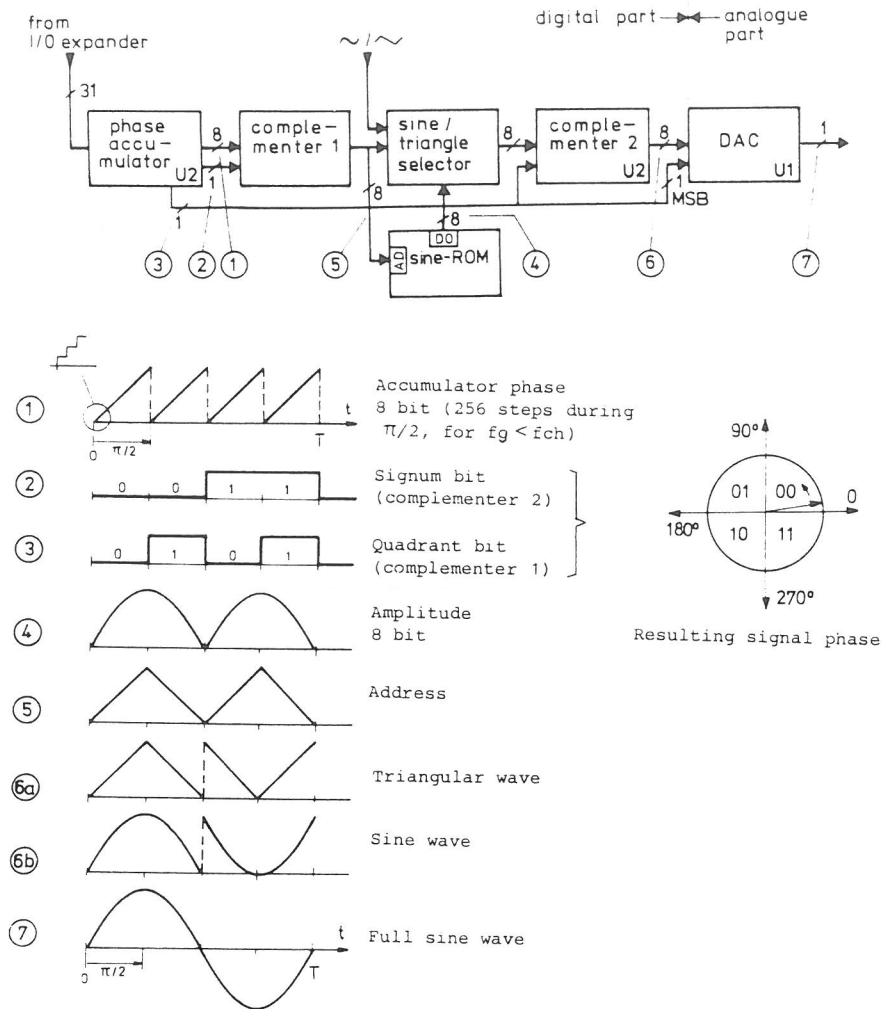 digital part analogue
part
from
I/O expander
∼/∼
31
phase
accu-
mulator
U2
8
1
comple-
menter 1
sine/
triangle
selector
8
comple-
menter 2
U2
8
DAC
U1
1
1
MSB
1
8
8
DO
AD
sine-ROM
3 2 1 5 4 6 7
1
0
π/2
T
t
Accumulator phase
8 bit (256 steps during
π/2, for fg < fch)
2
0 0 1 1
Signum bit
(complementer 2)
3
0 1 0 1
Quadrant bit
(complementer 1)
4
Amplitude
8 bit
5
Address
6a
Triangular wave
6b
Sine wave
7
t
0
π/2
T
Full sine wave
90°
01 00
0
180°
10 11
270°
Resulting signal phase